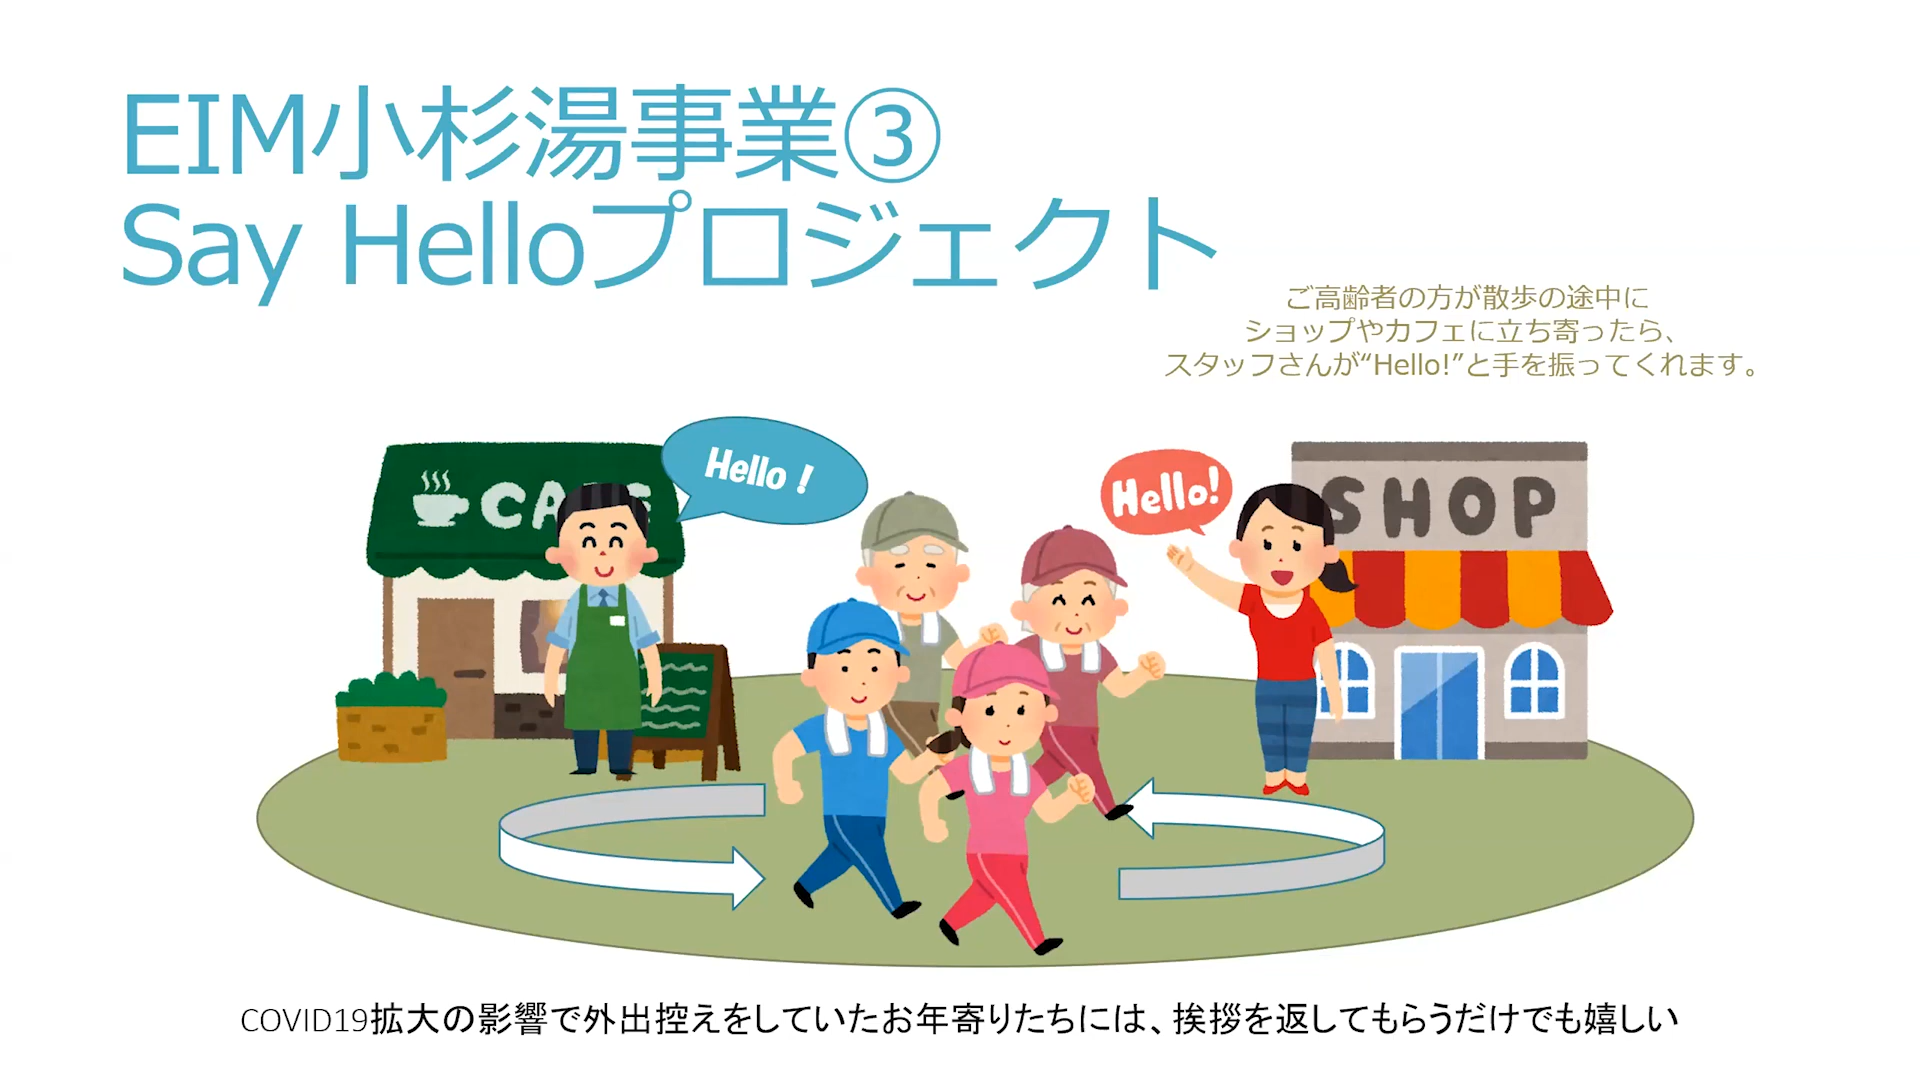 EIM小杉湯事業③
Say Helloプロジェクト
ご高齢者の方が散歩の途中に
ショップやカフェに立ち寄ったら、
スタッフさんが“Hello!”と手を振ってくれます。
Hello！
Hello!
SHOP
COVID19拡大の影響で外出控えをしていたお年寄りたちには、挨拶を返してもらうだけでも嬉しい